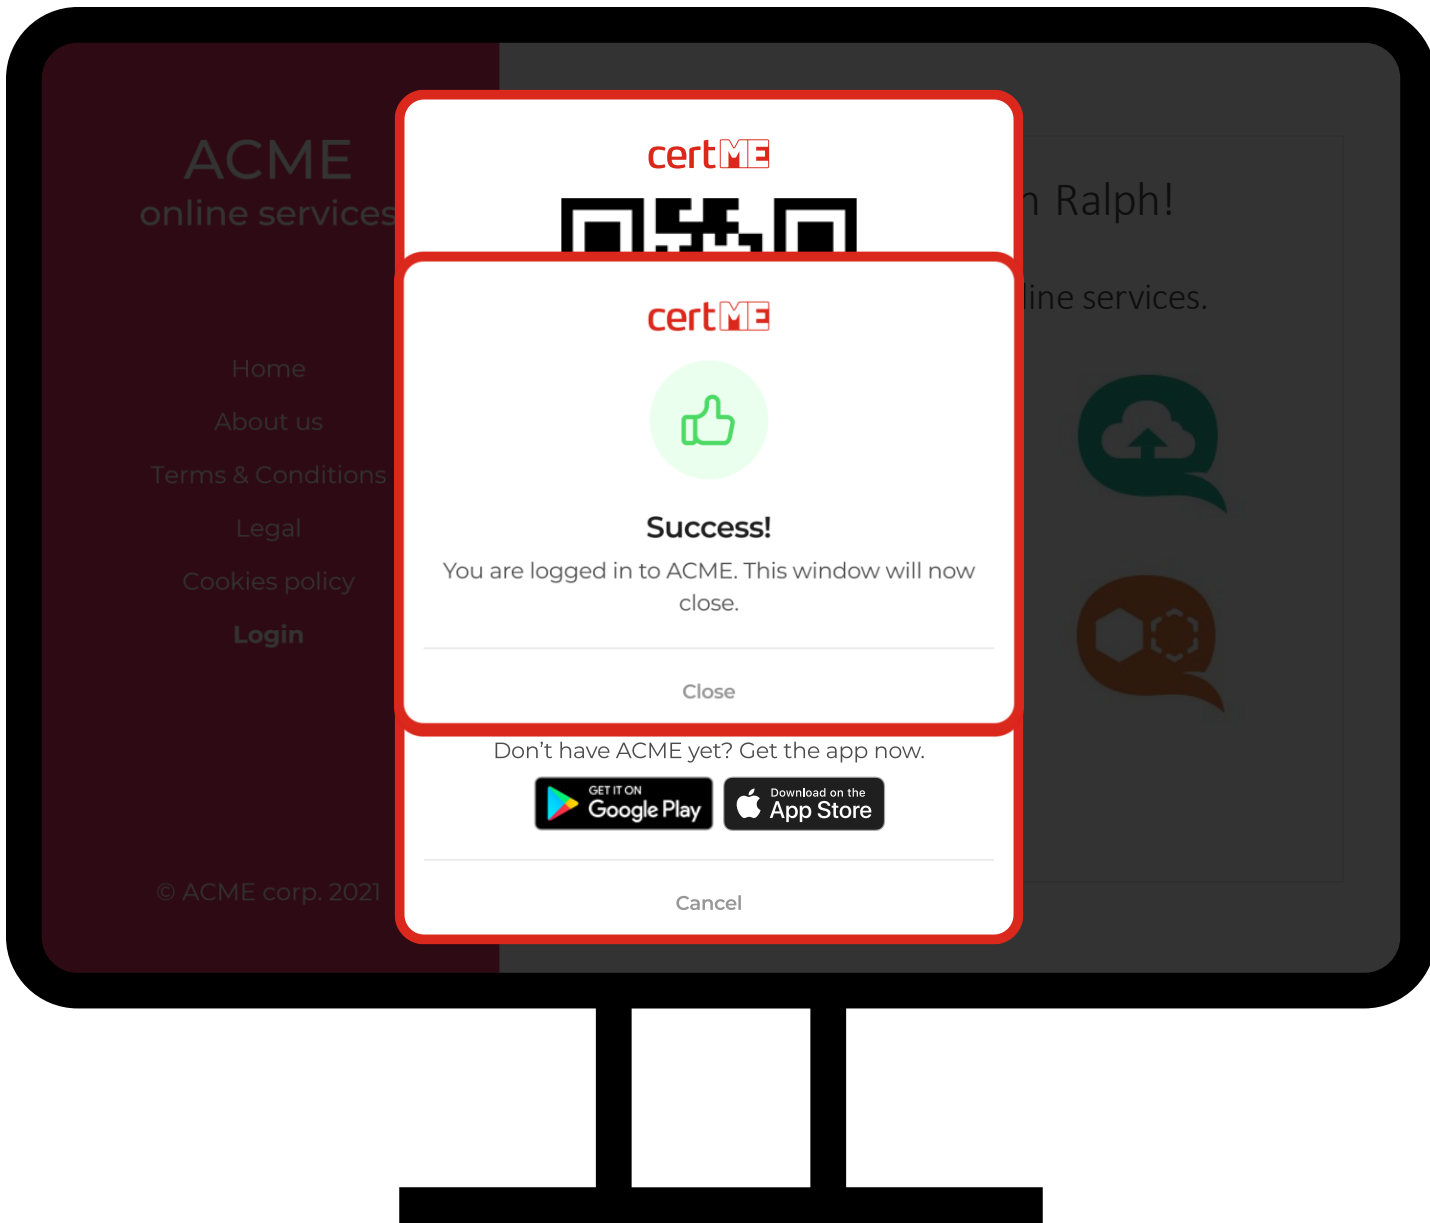 ACME
online services
Home
About us
Terms & Conditions
Legal
Cookies policy
Login
© ACME corp. 2021
certME
certME
Success!
You are logged in to ACME. This window will now
close.
Close
Don’t have ACME yet? Get the app now.
GET IT ON
Google Play
Download on the
App Store
Cancel
Ralph!
services.